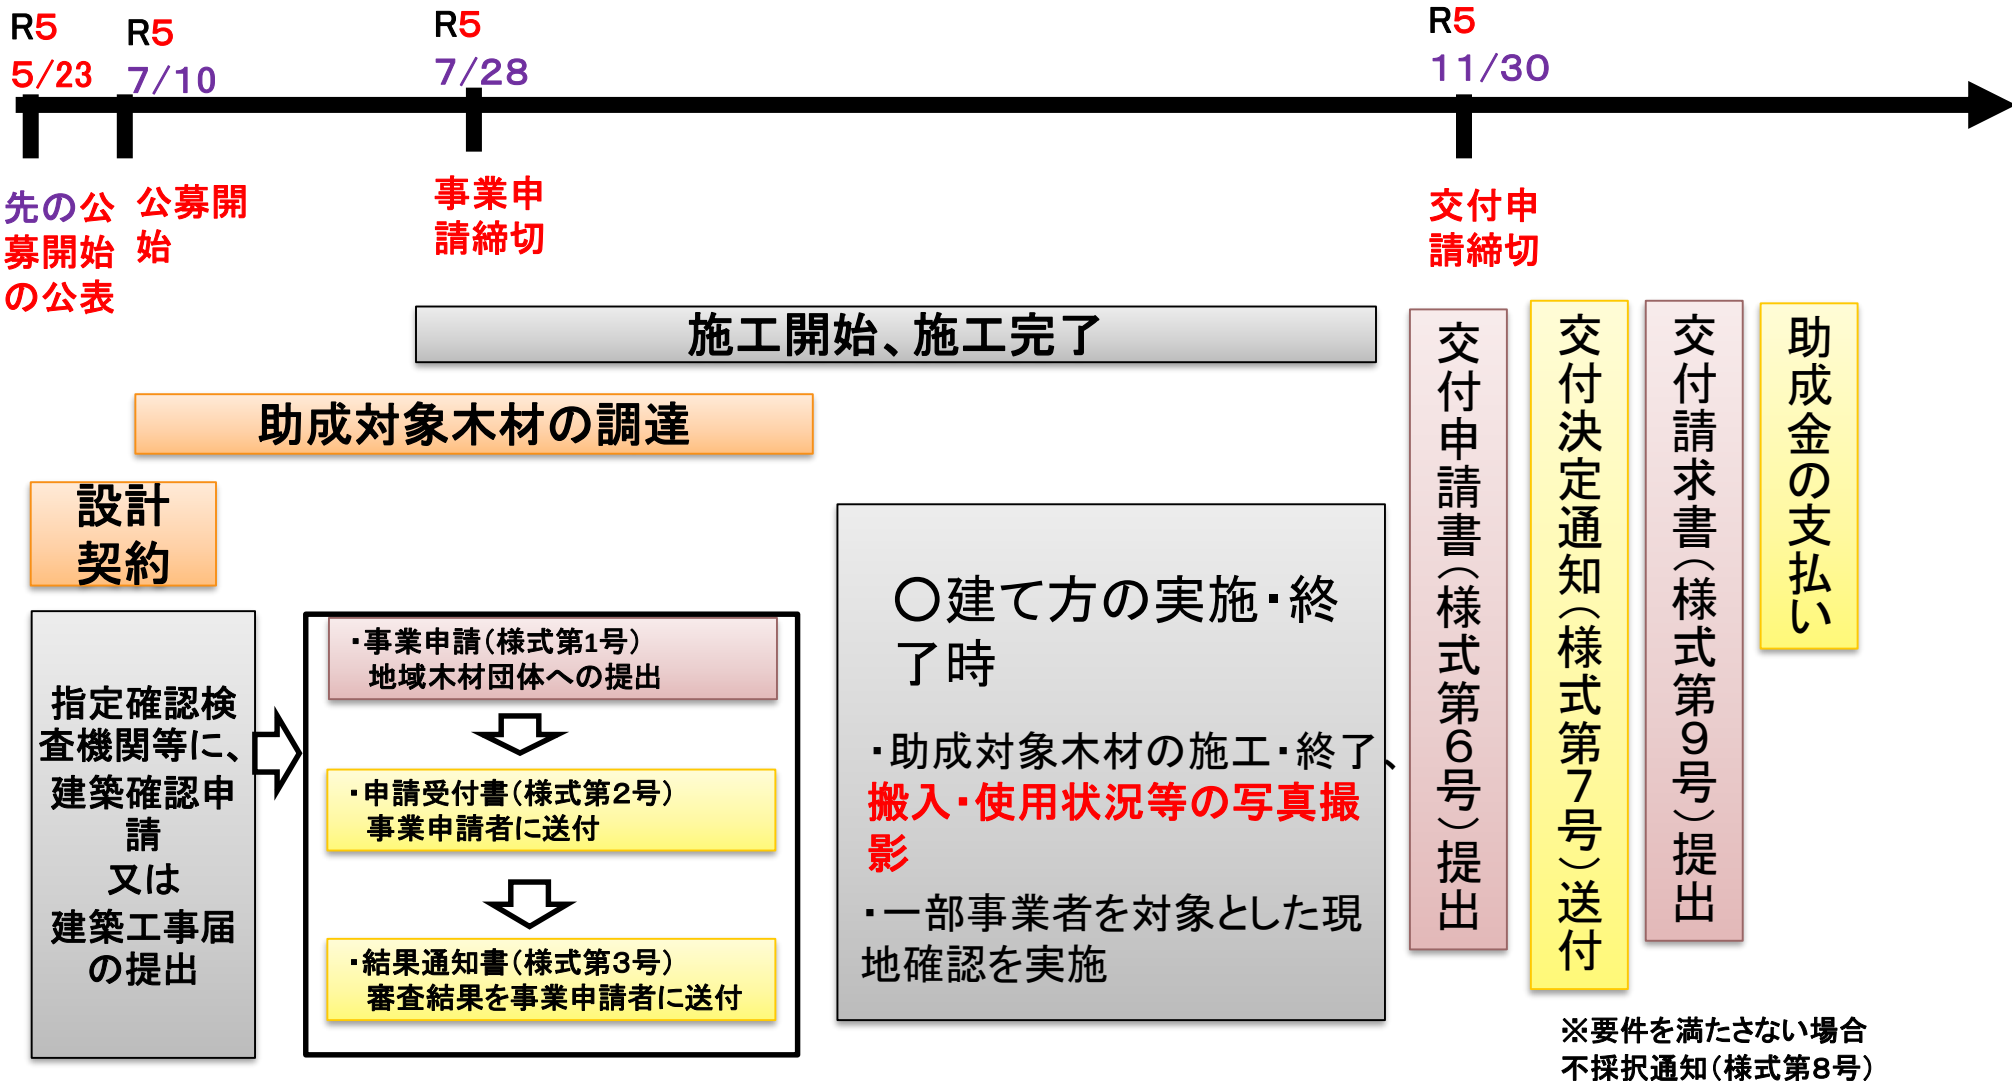 R5
5/23
R5
7/10
R5
7/28
R5
11/30
先の公
募開始
の公表
公募開
始
事業申
請締切
交付申
請締切
施工開始、施工完了
助成対象木材の調達
設計
契約
指定確認検
査機関等に、
建築確認申
請
又は
建築工事届
の提出
・事業申請(様式第1号)
地域木材団体への提出
・申請受付書(様式第2号)
事業申請者に送付
・結果通知書(様式第3号)
審査結果を事業申請者に送付
〇建て方の実施・終
了時
・助成対象木材の施工・終了、
搬入・使用状況等の写真撮
影
・一部事業者を対象とした現
地確認を実施
交付申請書(様式第6号)提出
交付決定通知(様式第7号)送付
交付請求書(様式第9号)提出
助成金の支払い
※要件を満たさない場合
不採択通知(様式第8号)